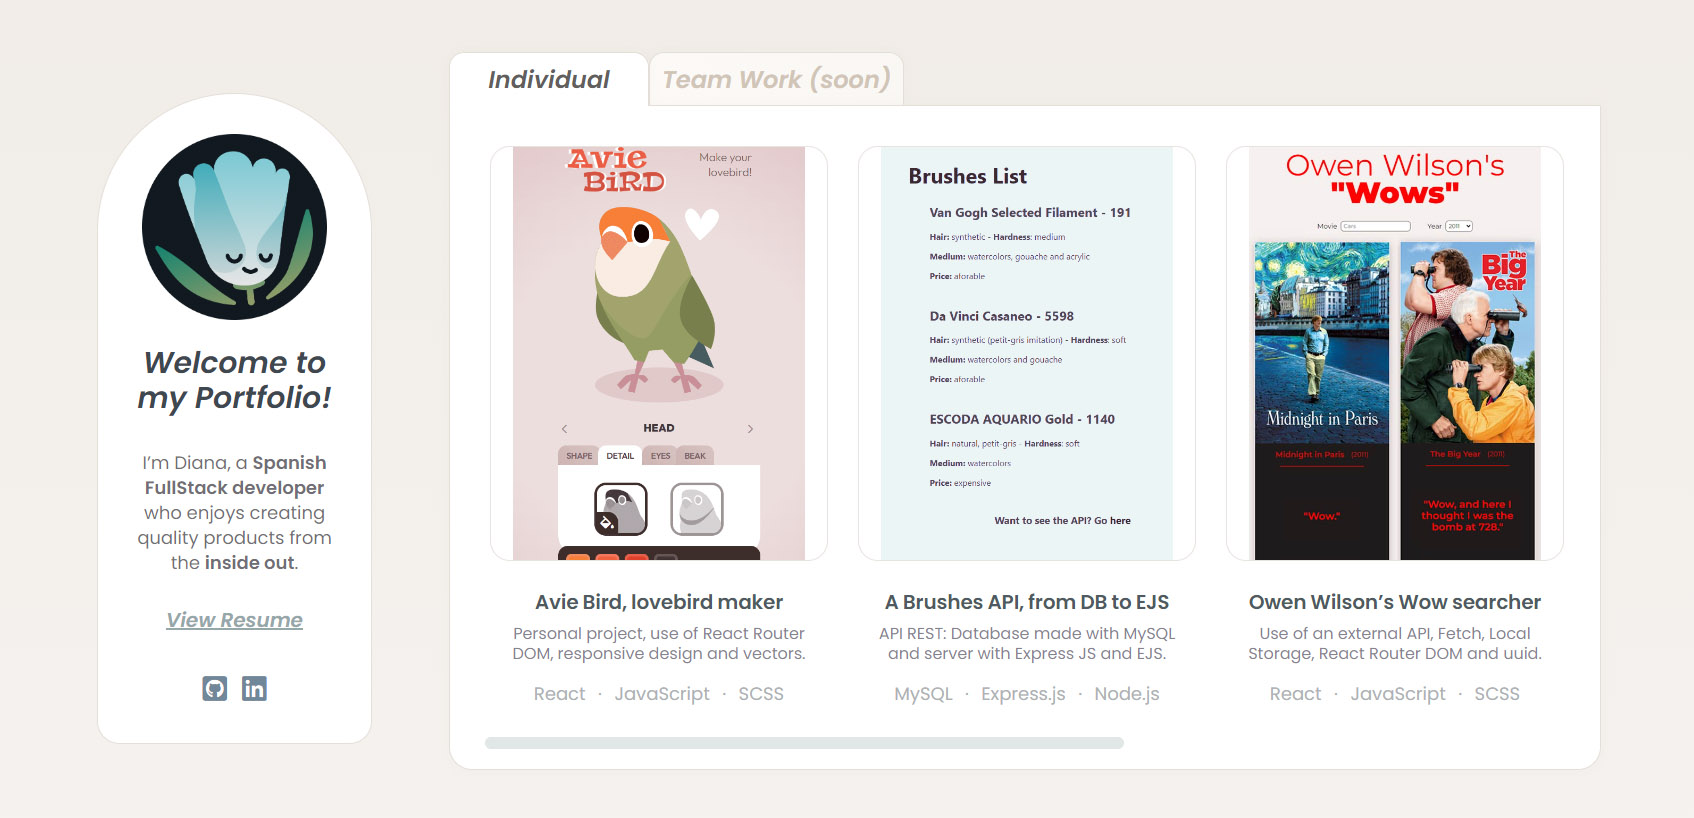 Individual
Team Work (soon)
Welcome to
my Portfolio!
I'm Diana, a Spanish
FullStack developer
who enjoys creating
quality products from
the inside out.
View Resume
in
Avie
BiRD
Make your
lovebird!
HEAD
SHAPE DETAIL EYES BEAK
Avie Bird, lovebird maker
Personal project, use of React Router
DOM, responsive design and vectors.
React · JavaScript · SCSS
Brushes List
Van Gogh Selected Filament - 191
Hair: synthetic - Hardness: medium
Medium: watercolors, gouache and acrylic
Price: aforable
Da Vinci Casaneo - 5598
Hair: synthetic (petit-gris imitation) - Hardness: soft
Medium: watercolors and gouache
Price: aforable
ESCODA AQUARIO Gold - 1140
Hair: natural, petit-gris - Hardness: soft
Medium: watercolors
Price: expensive
Want to see the API? Go here
A Brushes API, from DB to EJS
API REST: Database made with MySQL
and server with Express JS and EJS.
MySQL · Express.js · Node.js
Owen Wilson's
"Wows"
Movie Cars Year 2011
Midnight in Paris
The
Big
Year
Midnight in Paris (2011)
"Wow."
The Big Year (2011)
"Wow, and here I
thought I was the
bomb at 728."
Owen Wilson's Wow searcher
Use of an external API, Fetch, Local
Storage, React Router DOM and uuid.
React · JavaScript · SCSS